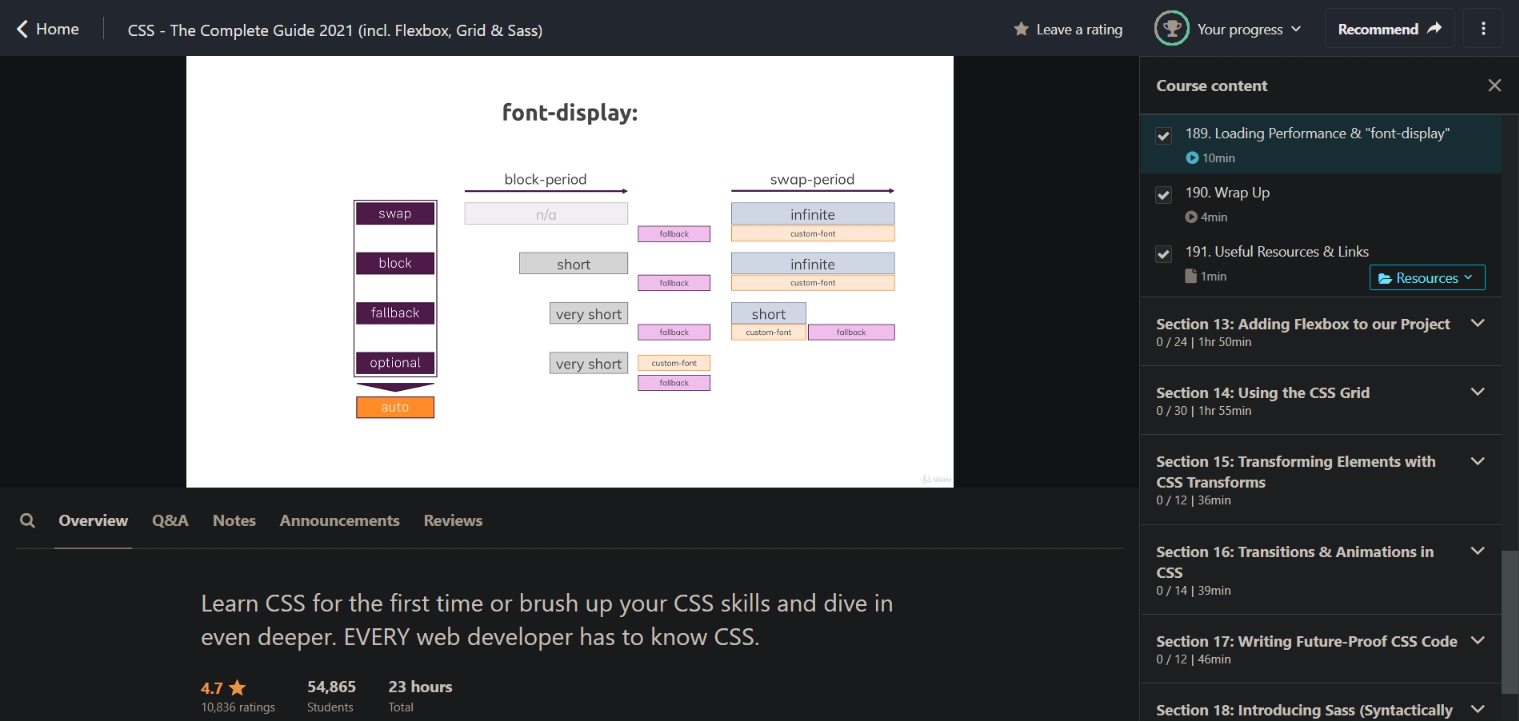 Home
CSS - The Complete Guide 2021 (incl. Flexbox, Grid & Sass)
Leave a rating
Your progress
Recommend
font-display:
block-period
swap-period
swap
n/a
infinite
fallback
custom-font
block
short
infinite
fallback
custom-font
fallback
very short
short
fallback
custom-font
fallback
optional
very short
custom-font
fallback
auto
Course content
189. Loading Performance & "font-display"
10min
190. Wrap Up
4min
191. Useful Resources & Links
1min
Resources
Section 13: Adding Flexbox to our Project
0 / 24 | 1hr 50min
Section 14: Using the CSS Grid
0 / 30 | 1hr 55min
Section 15: Transforming Elements with
CSS Transforms
0 / 12 | 36min
Section 16: Transitions & Animations in
CSS
0 / 14 | 39min
Section 17: Writing Future-Proof CSS Code
0 / 12 | 46min
Section 18: Introducing Sass (Syntactically
Overview
Q&A
Notes
Announcements
Reviews
Learn CSS for the first time or brush up your CSS skills and dive in
even deeper. EVERY web developer has to know CSS.
4.7
54,865
23 hours
10,836 ratings
Students
Total